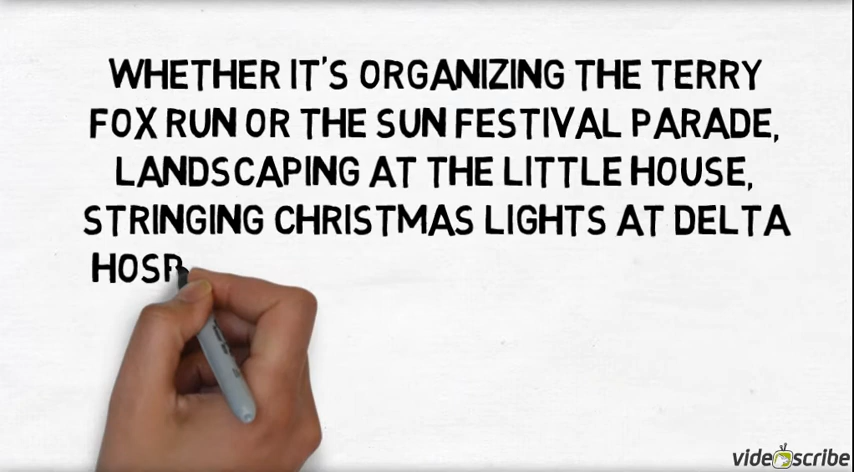 WHETHER IT'S ORGANIZING THE TERRY
FOX RUN OR THE SUN FESTIVAL PARADE,
LANDSCAPING AT THE LITTLE HOUSE,
STRINGING CHRISTMAS LIGHTS AT DELTA
HOSP
videoscribe